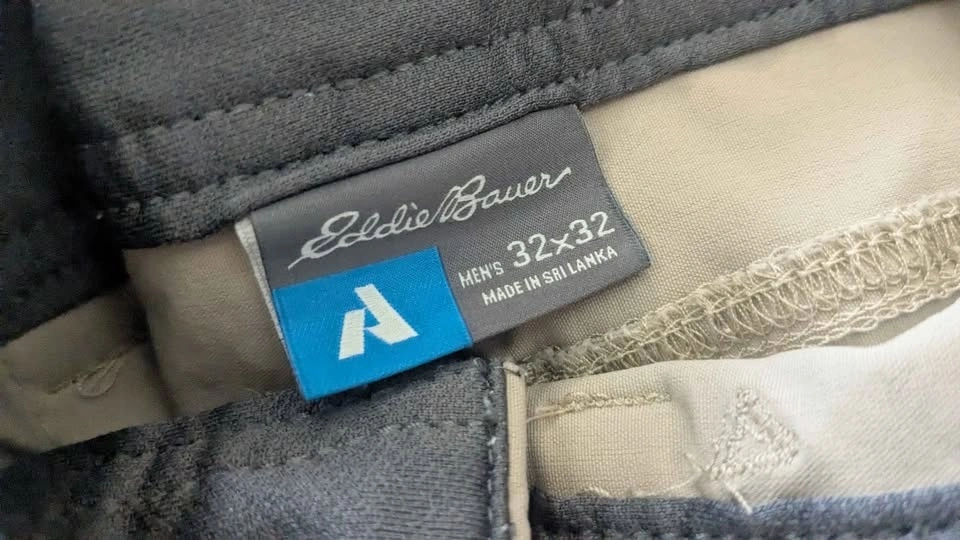 Eddie Bauer
MEN'S 32x32
MADE IN SRI LANKA